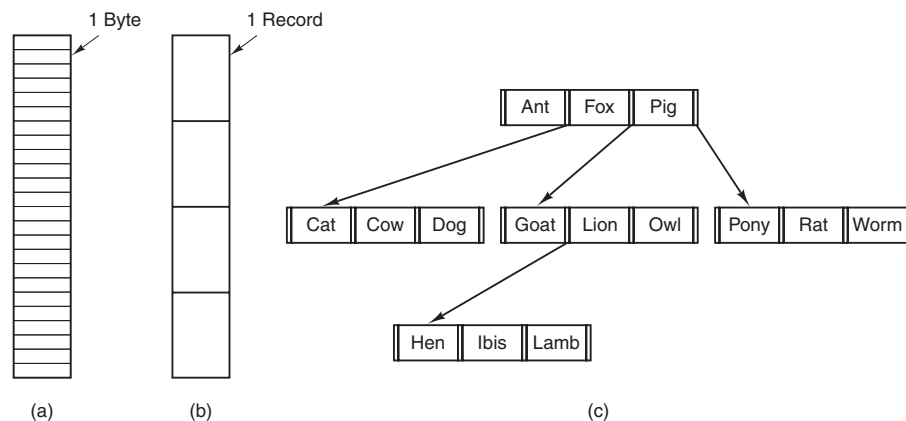 1 Byte
1 Record
Ant Fox Pig
Cat Cow Dog
Goat Lion Owl
Pony Rat Worm
Hen Ibis Lamb
(a)
(b)
(c)